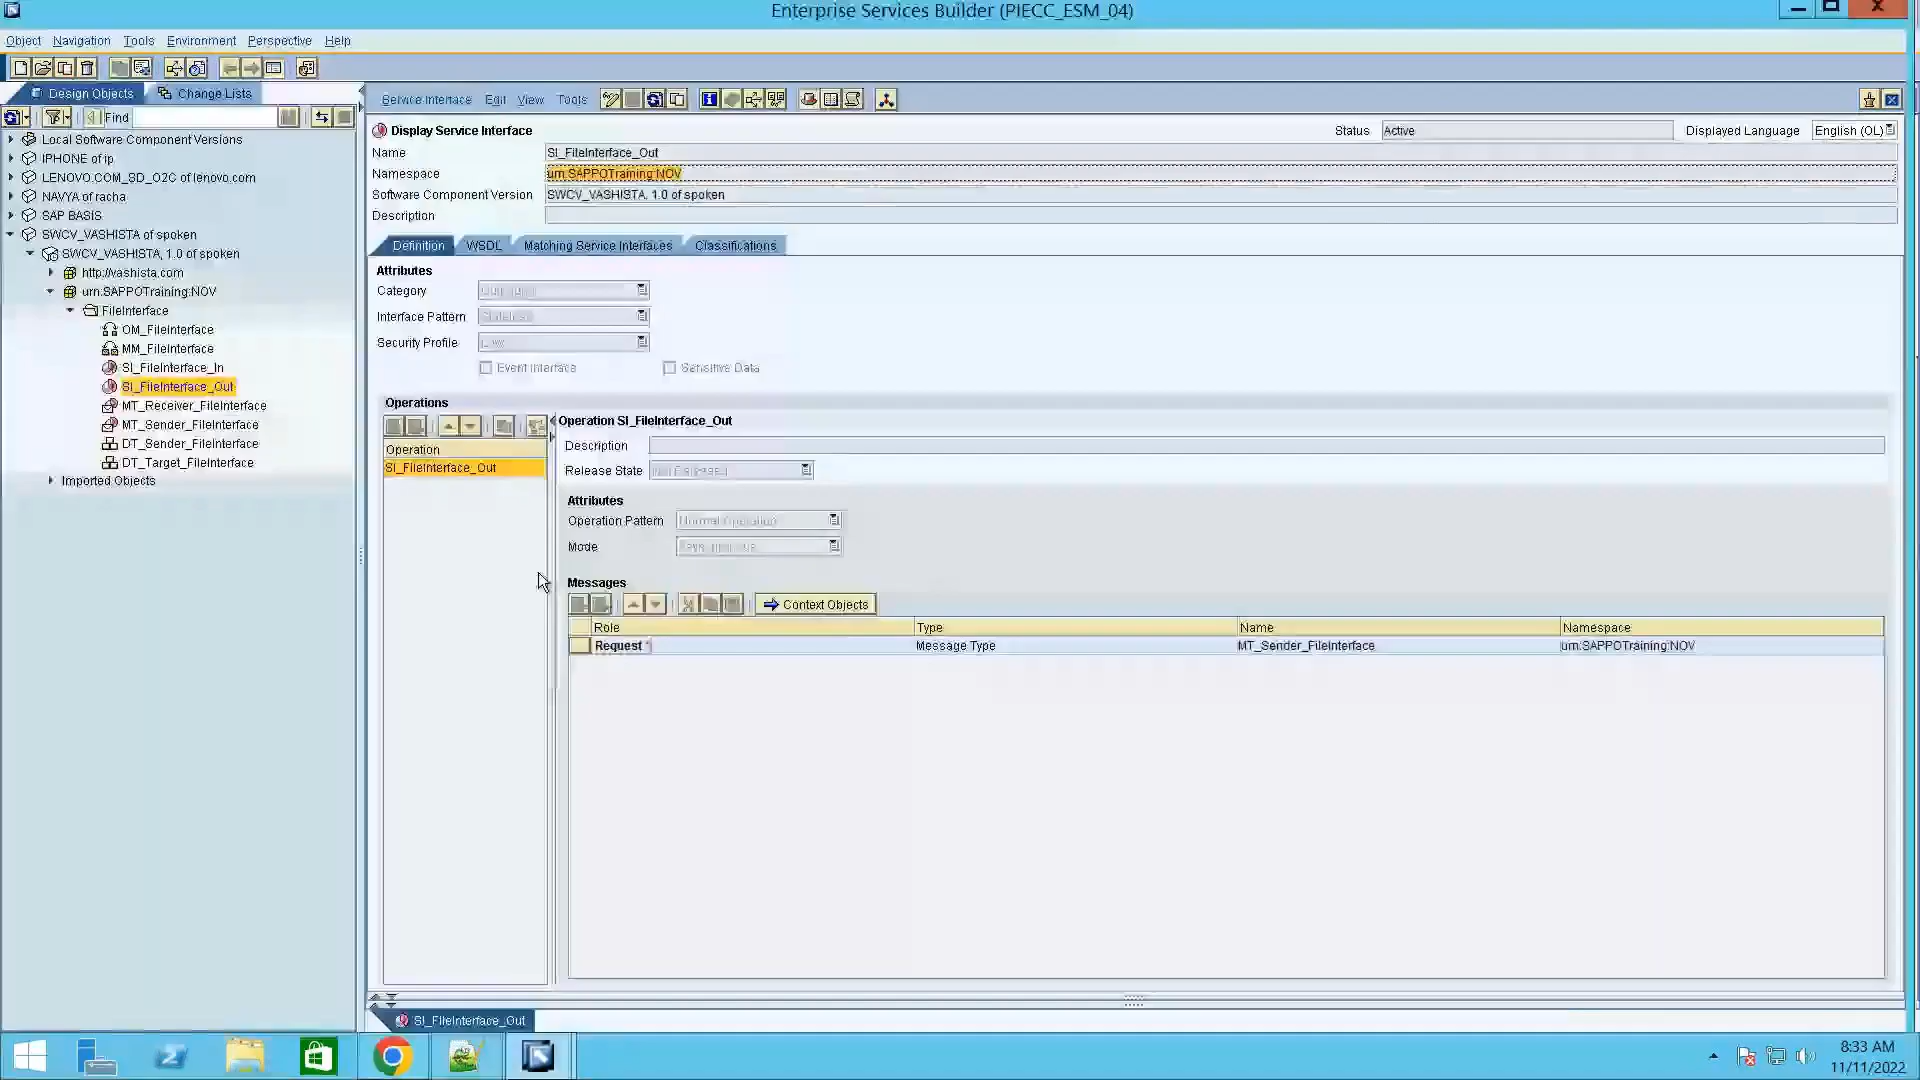 Enterprise Services Builder (PIECC_ESM_04)
Object Navigation Tools Environment Perspective Help
Design Objects Change Lists
Find
Local Software Component Versions
IPHONE of ip
LENOVO.COM_SD_O2C of lenovo.com
NAVYA of racha
SAP BASIS
SWCV_VASHISTA of spoken
SWCV_VASHISTA, 1.0 of spoken
http://vashista.com
urn:SAPPOTraining:NOV
FileInterface
OM_FileInterface
MM_FileInterface
SI_FileInterface_In
SI_FileInterface_Out
MT_Receiver_FileInterface
MT_Sender_FileInterface
DT_Sender_FileInterface
DT_Target_FileInterface
Imported Objects
Service Interface Edit View Tools
Display Service Interface
Status Active Displayed Language English (OL)
Name SI_FileInterface_Out
Namespace urn:SAPPOTraining:NOV
Software Component Version SWCV_VASHISTA, 1.0 of spoken
Description
Definition WSDL Matching Service Interfaces Classifications
Attributes
Category
Interface Pattern Stateless
Security Profile Low
Event Interface Sensitive Data
Operations
Operation
SI_FileInterface_Out
Operation SI_FileInterface_Out
Description
Release State Not Released
Attributes
Operation Pattern Normal Operation
Mode
Messages
Context Objects
Role Type Name Namespace
Request * Message Type MT_Sender_FileInterface urn:SAPPOTraining:NOV
SI_FileInterface_Out
8:33 AM
11/11/2022